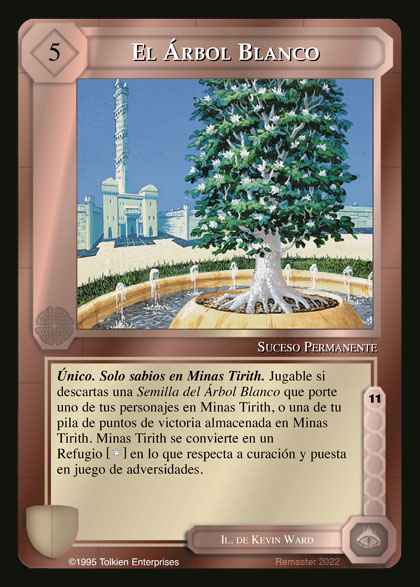 5
El Árbol Blanco
Suceso Permanente
Único. Solo sabios en Minas Tirith. Jugable si
descartas una Semilla del Árbol Blanco que porte
uno de tus personajes en Minas Tirith, o una de tu
pila de puntos de victoria almacenada en Minas
Tirith. Minas Tirith se convierte en un
Refugio [ ] en lo que respecta a curación y puesta
en juego de adversidades.
11
Il. de Kevin Ward
©1995 Tolkien Enterprises
Remaster 2022